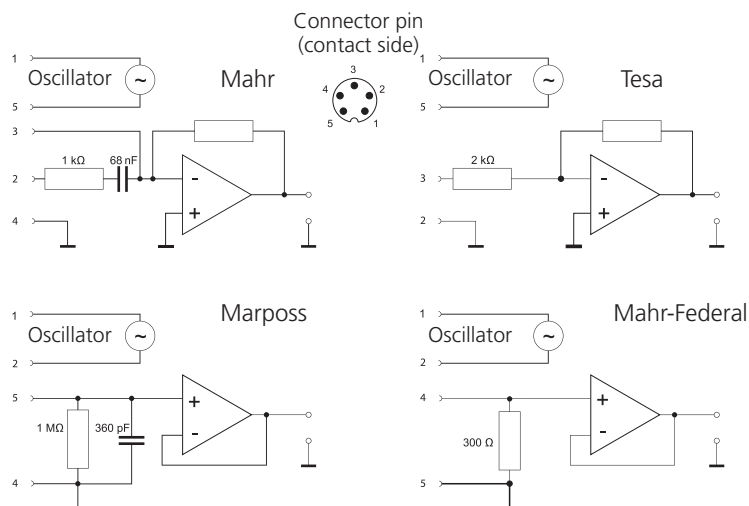 Connector pin
(contact side)
3
4
2
5
1
Mahr
1
Oscillator
~
5
3
1 kΩ
68 nF
2
-
+
4
Tesa
1
Oscillator
~
5
2 kΩ
3
-
+
2
Marposs
1
Oscillator
~
2
5
+
-
1 MΩ
360 pF
4
Mahr-Federal
1
Oscillator
~
2
4
+
-
300 Ω
5